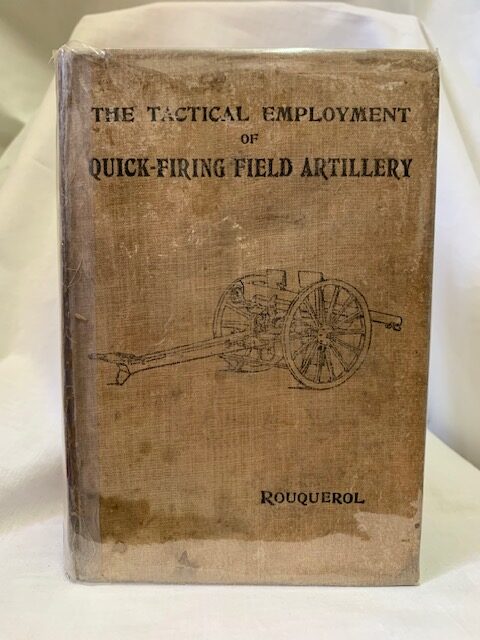 THE TACTICAL EMPLOYMENT
OF
QUICK-FIRING FIELD ARTILLERY
ROUQUEROL